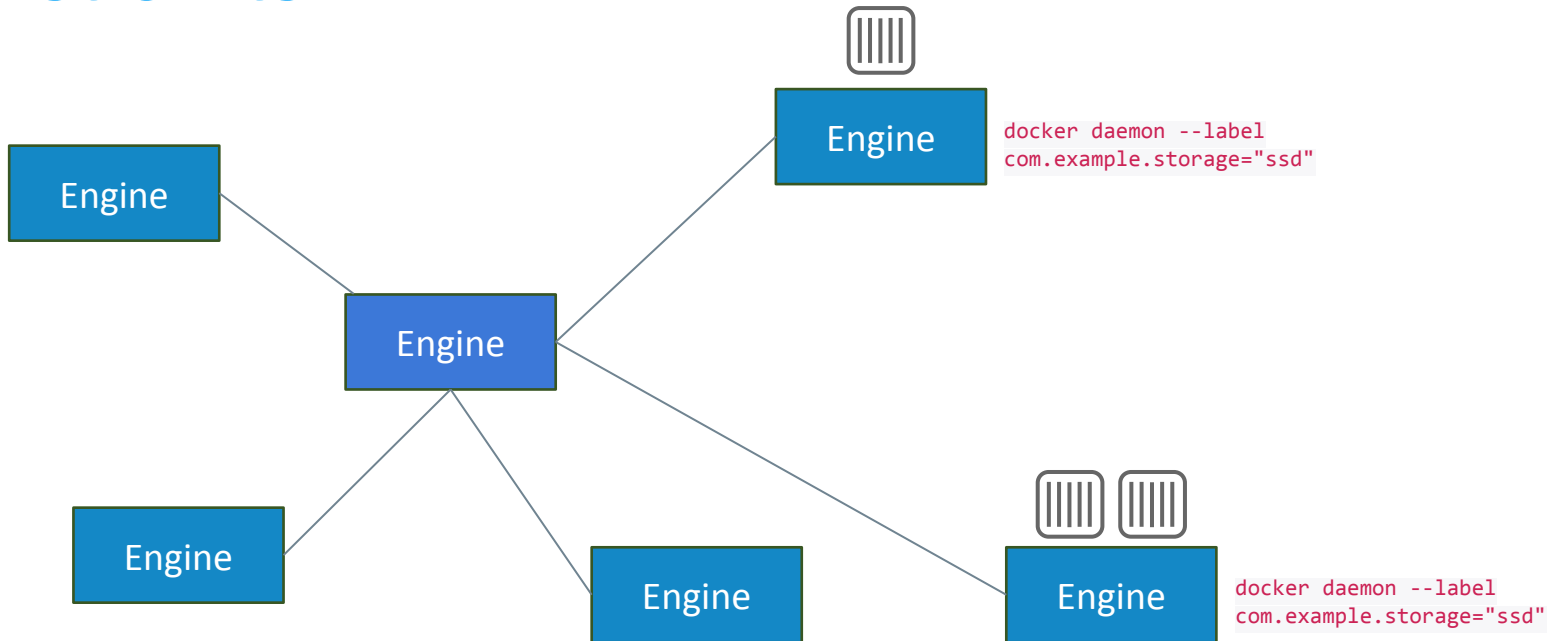 Engine
docker daemon --label
com.example.storage="ssd"
Engine
Engine
Engine
Engine
Engine
docker daemon --label
com.example.storage="ssd"